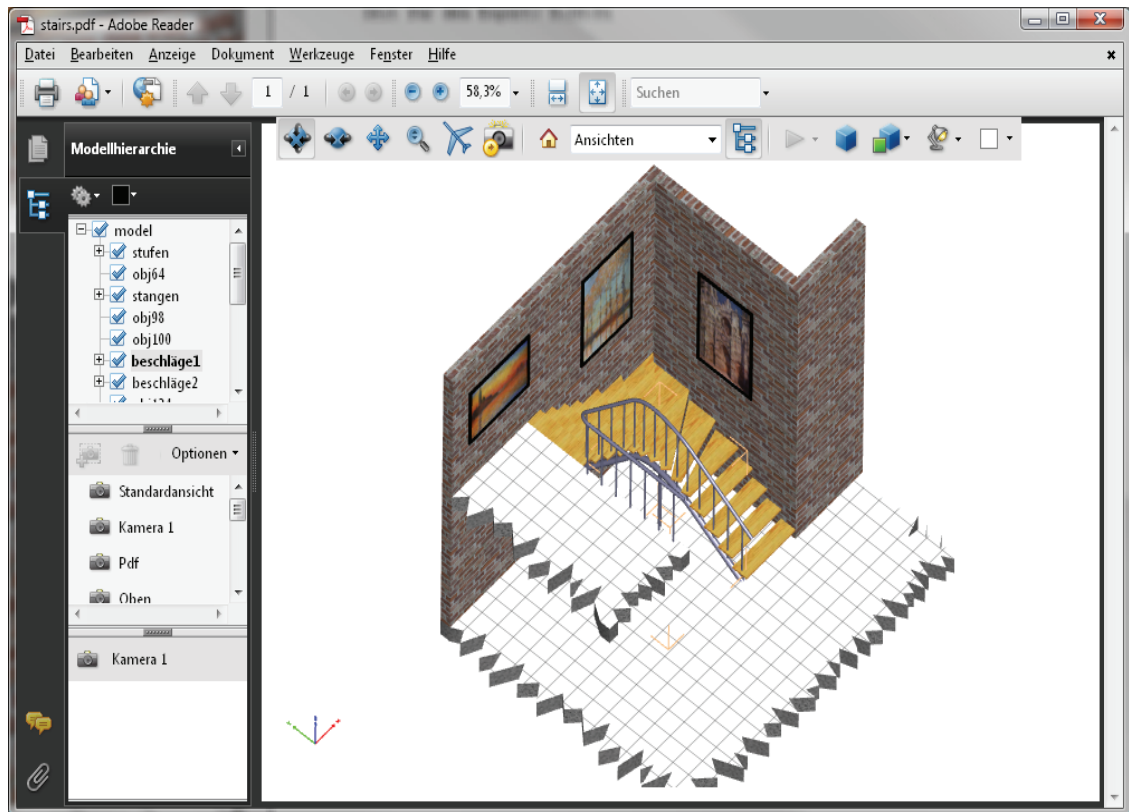 stairs.pdf - Adobe Reader
Datei Bearbeiten Anzeige Dokument Werkzeuge Fenster Hilfe
1 / 1 58,3% Suchen
Modellhierarchie
Ansichten
model
stufen
obj64
stangen
obj98
obj100
beschläge1
beschläge2
Optionen
Standardansicht
Kamera 1
Pdf
Oben
Kamera 1